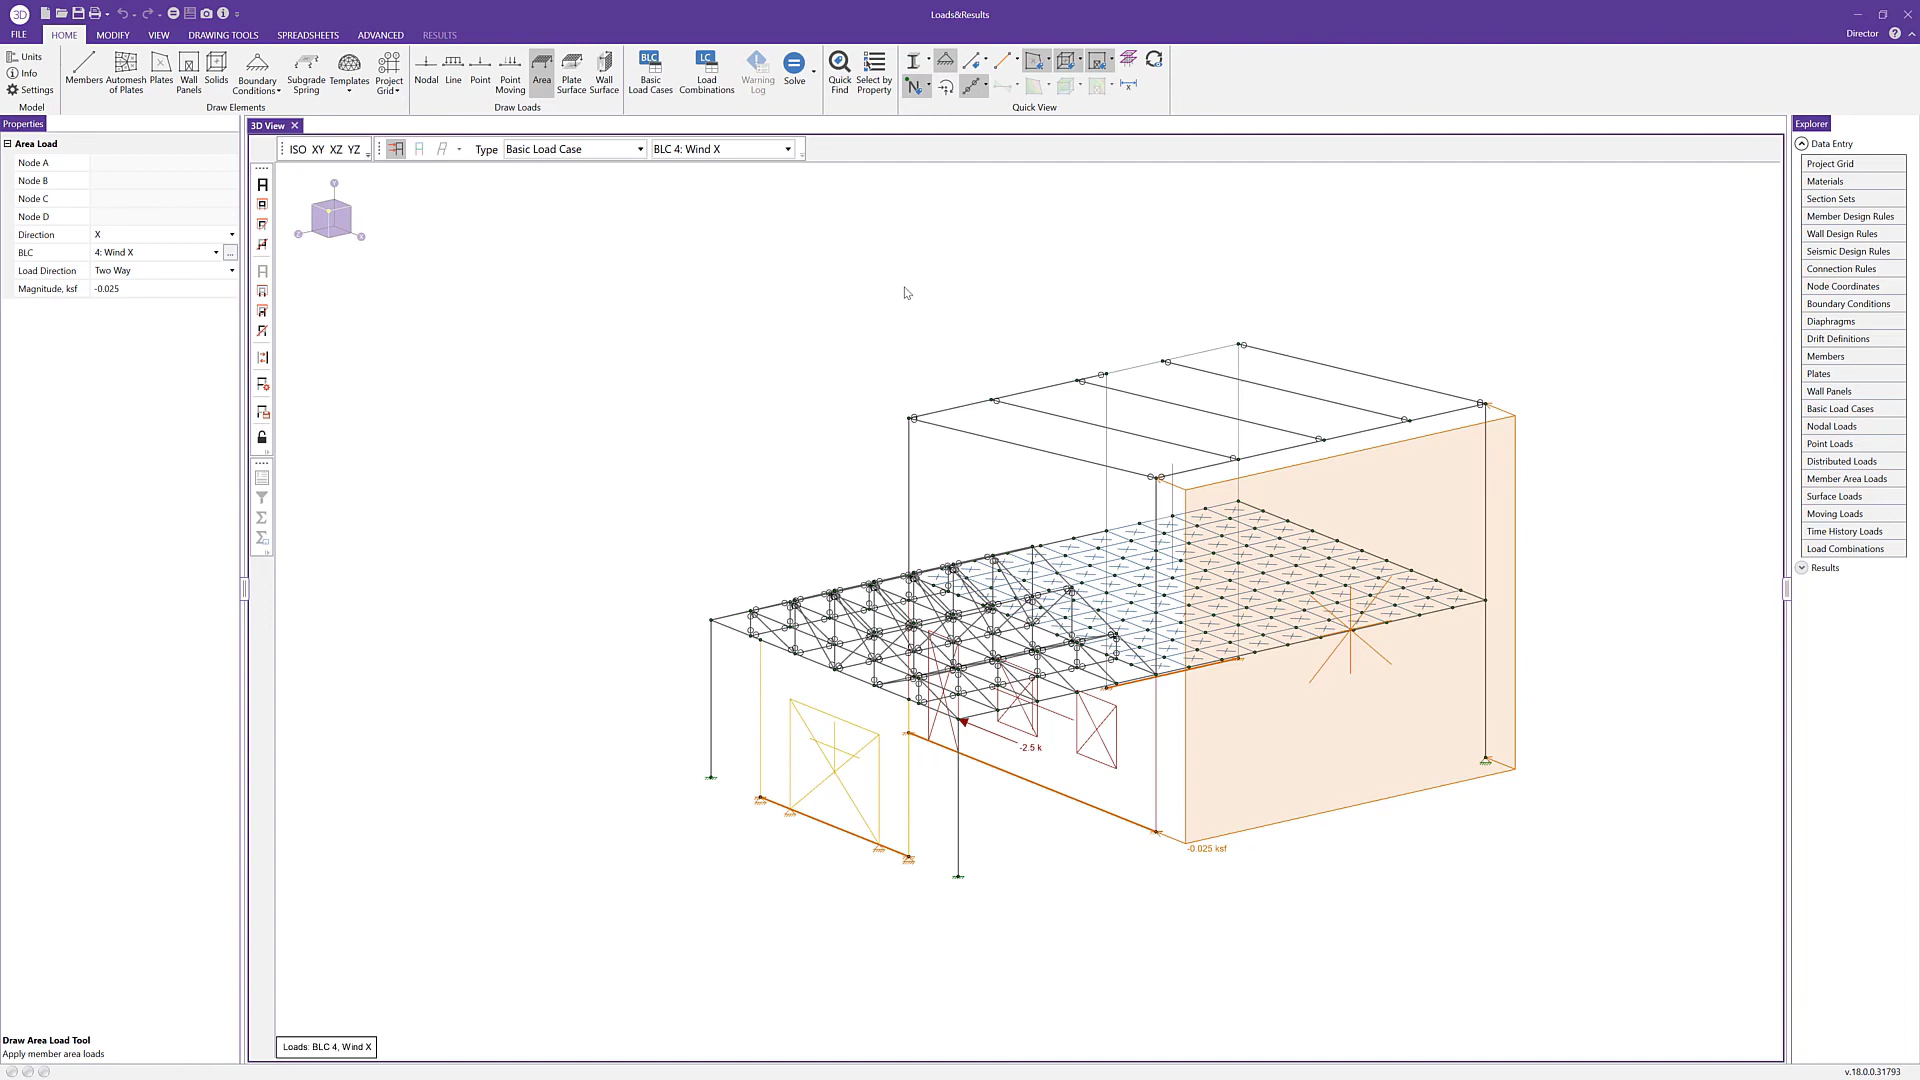 3D
Loads&Results
FILE HOME MODIFY VIEW DRAWING TOOLS SPREADSHEETS ADVANCED RESULTS
Director
Units
Info
Settings
Model
Members
Automesh of Plates
Plates
Wall Panels
Solids
Boundary Conditions
Subgrade Spring
Templates
Project Grid
Draw Elements
Nodal
Line
Point
Point Moving
Area
Plate Surface
Wall Surface
Draw Loads
BLC
Basic Load Cases
LC
Load Combinations
Warning Log
Solve
Quick Find
Select by Property
Quick View
Properties
Area Load
Node A
Node B
Node C
Node D
Direction X
BLC 4: Wind X ...
Load Direction Two Way
Magnitude, ksf -0.025
Draw Area Load Tool
Apply member area loads
3D View
ISO XY XZ YZ
Type Basic Load Case BLC 4: Wind X
Y
Z
X
-2.5 k
-0.025 ksf
Loads: BLC 4, Wind X
Explorer
Data Entry
Project Grid
Materials
Section Sets
Member Design Rules
Wall Design Rules
Seismic Design Rules
Connection Rules
Node Coordinates
Boundary Conditions
Diaphragms
Drift Definitions
Members
Plates
Wall Panels
Basic Load Cases
Nodal Loads
Point Loads
Distributed Loads
Member Area Loads
Surface Loads
Moving Loads
Time History Loads
Load Combinations
Results
v.18.0.0.31793